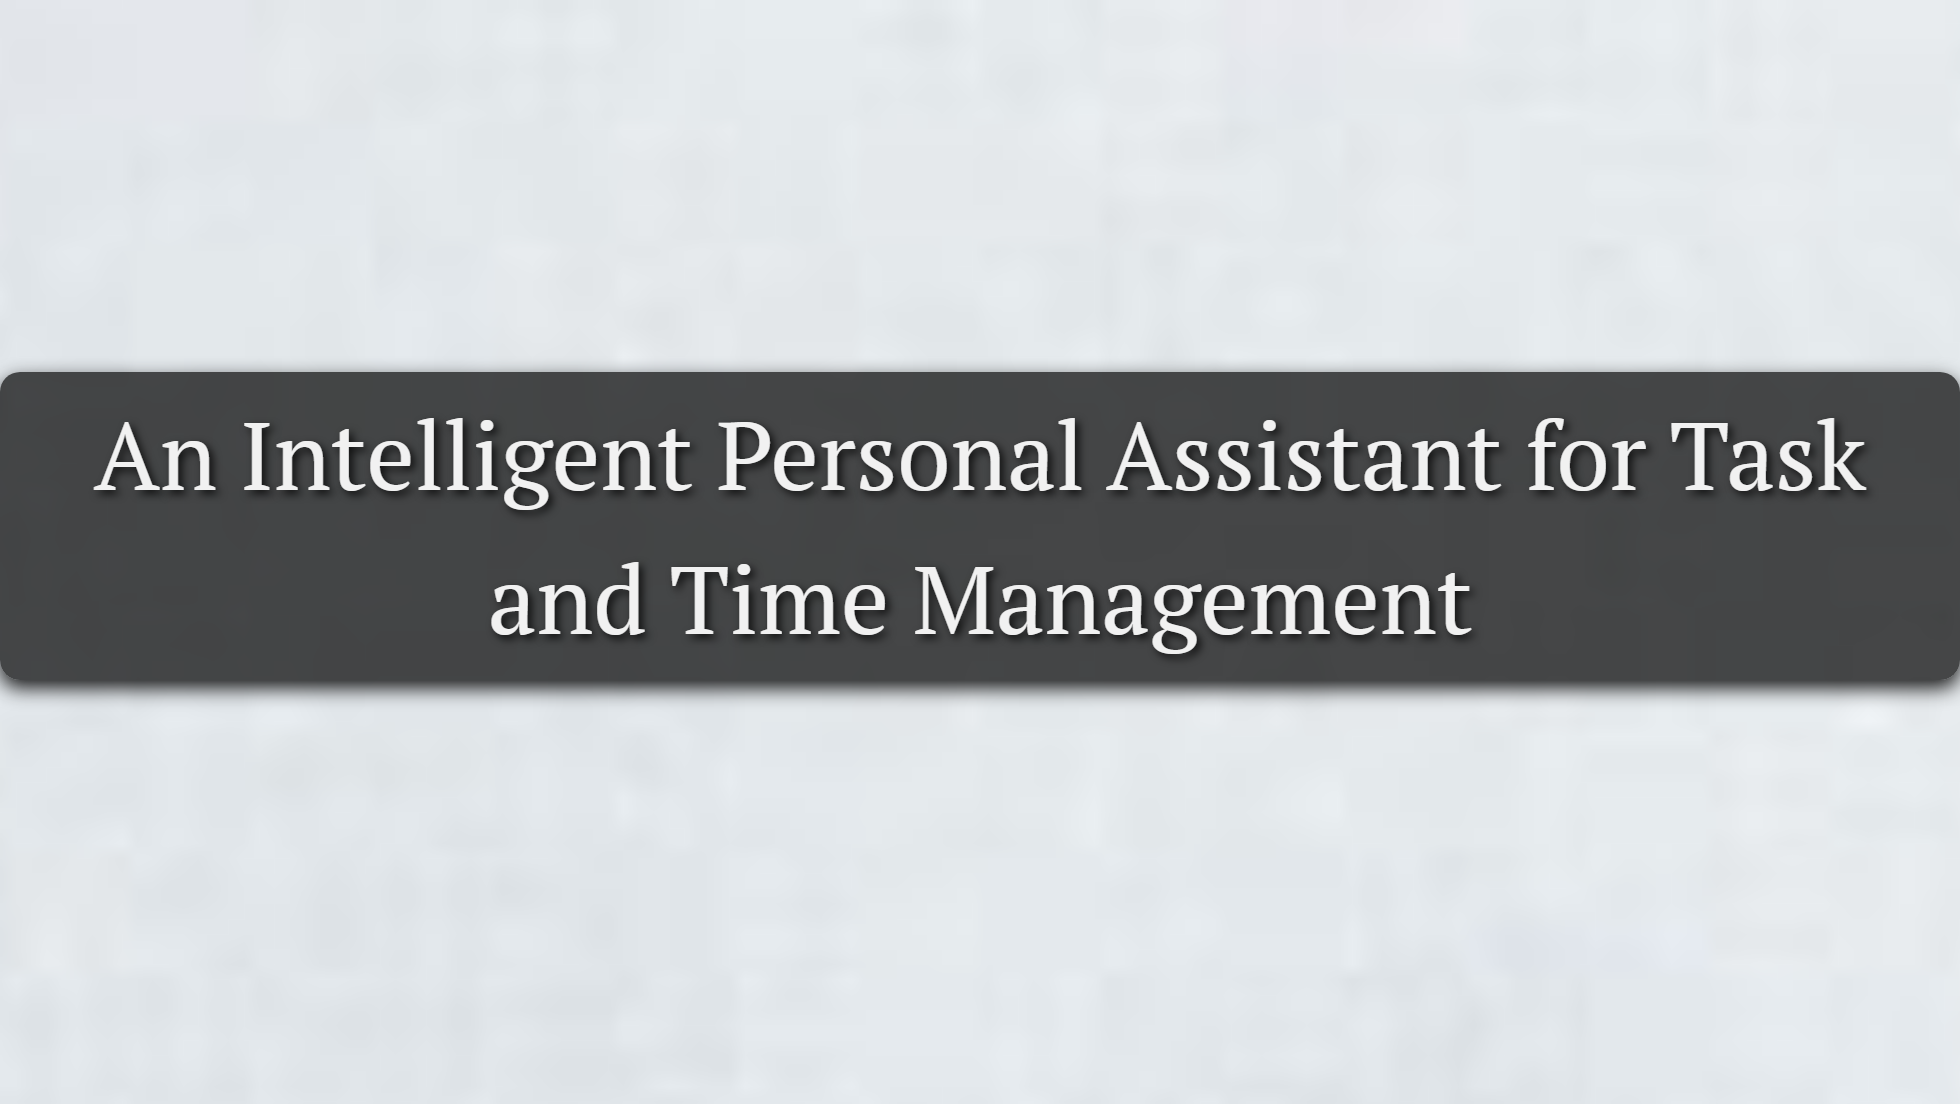 An Intelligent Personal Assistant for Task
and Time Management